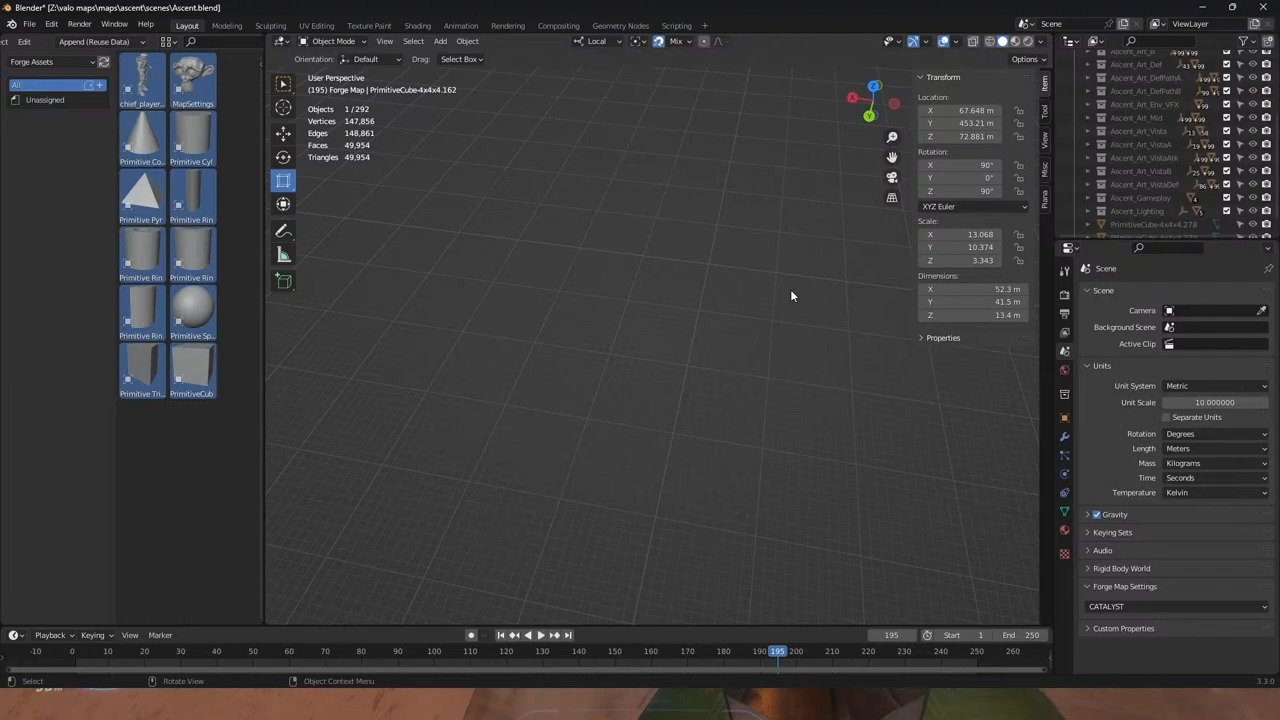 Blender* [Z:\valo maps\maps\ascent\scenes\Ascent.blend]
File Edit Render Window Help Layout Modeling Sculpting UV Editing Texture Paint Shading Animation Rendering Compositing Geometry Nodes Scripting + Scene ViewLayer
Edit Append (Reuse Data) Object Mode View Select Add Object Local Mix
Orientation: Default Drag: Select Box Options
Forge Assets
All
Unassigned
chief_player... MapSettings
Primitive Co... Primitive Cyl
Primitive Pyr Primitive Rin
Primitive Rin Primitive Rin
Primitive Rin Primitive Sp...
Primitive Tri... PrimitiveCub
User Perspective
(195) Forge Map | PrimitiveCube-4x4x4.162
Objects 1/292
Vertices 147,856
Edges 148,861
Faces 49,954
Triangles 49,954
X
Y
Z
Transform
Location:
X 67.648 m
Y 453.21 m
Z 72.881 m
Rotation:
X 90°
Y 0°
Z 90°
XYZ Euler
Scale:
X 13.068
Y 10.374
Z 3.343
Dimensions:
X 52.3 m
Y 41.5 m
Z 13.4 m
Properties
Item
Tool
View
Misc
Piana
Ascent_Art_B
Ascent_Art_Def
Ascent_Art_DefPathA
Ascent_Art_DefPathB
Ascent_Art_Env_VFX
Ascent_Art_Mid
Ascent_Art_Vista
Ascent_Art_VistaA
Ascent_Art_VistaAtk
Ascent_Art_VistaB
Ascent_Art_VistaDef
Ascent_Gameplay
Ascent_Lighting
PrimitiveCube-4x4x4.278
Scene
Scene
Camera
Background Scene
Active Clip
Units
Unit System Metric
Unit Scale 10.000000
Separate Units
Rotation Degrees
Length Meters
Mass Kilograms
Time Seconds
Temperature Kelvin
Gravity
Keying Sets
Audio
Rigid Body World
Forge Map Settings
CATALYST
Custom Properties
Playback Keying View Marker 195 Start 1 End 250
-10 0 10 20 30 40 50 60 70 80 90 100 110 120 130 140 150 160 170 180 190 195 200 210 220 230 240 250 260
Select Rotate View Object Context Menu 3.3.0